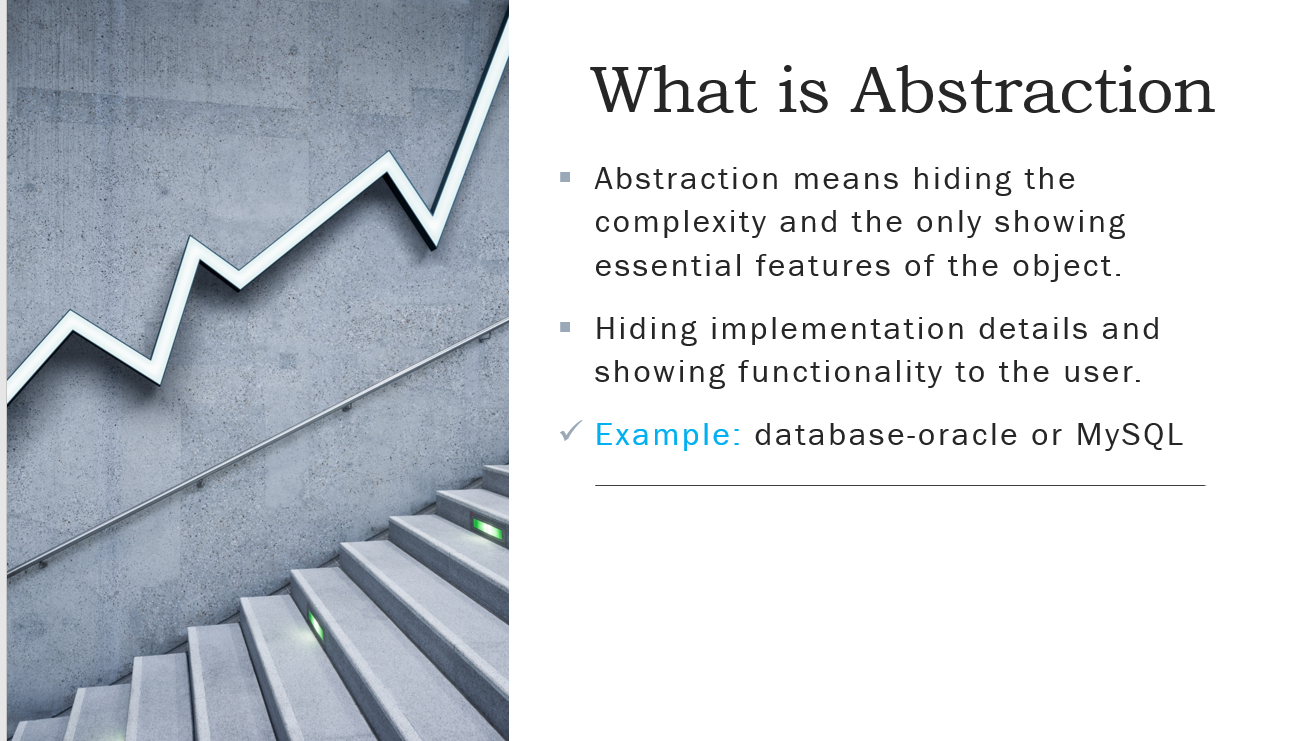 What is Abstraction
Abstraction means hiding the
complexity and the only showing
essential features of the object.
Hiding implementation details and
showing functionality to the user.
Example: database-oracle or MySQL